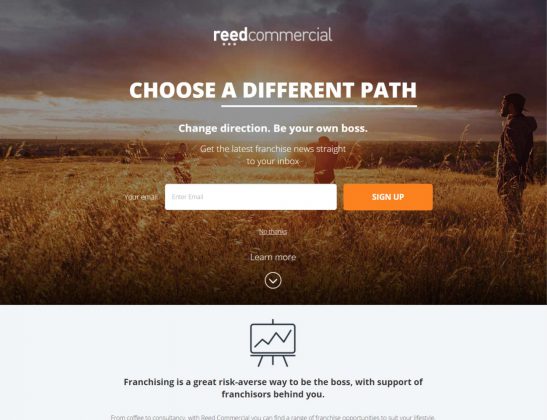 reedcommercial
CHOOSE A DIFFERENT PATH
Change direction. Be your own boss.
Get the latest franchise news straight
to your inbox
Your email
Enter Email
SIGN UP
No thanks
Learn more
Franchising is a great risk-averse way to be the boss, with support of
franchisors behind you.
From coffee to consultancy, with Reed Commercial you can find a range of franchise opportunities to suit your lifestyle,